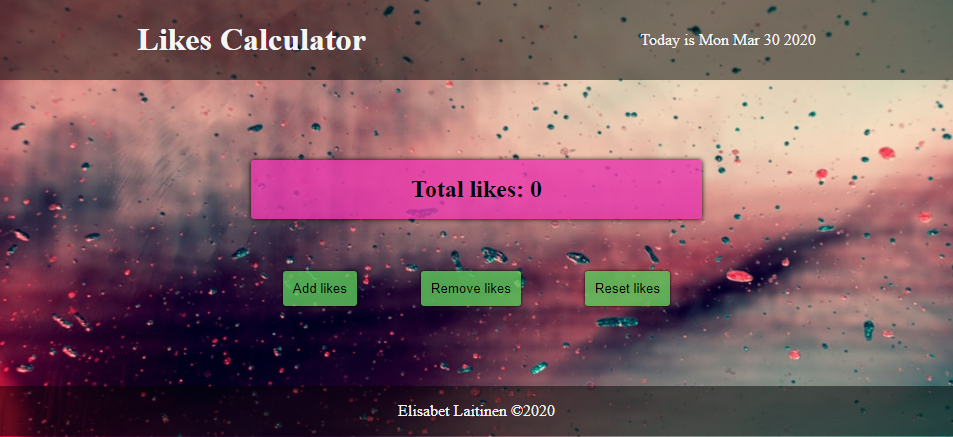 Likes Calculator
Today is Mon Mar 30 2020
Total likes: 0
Add likes
Remove likes
Reset likes
Elisabet Laitinen ©2020